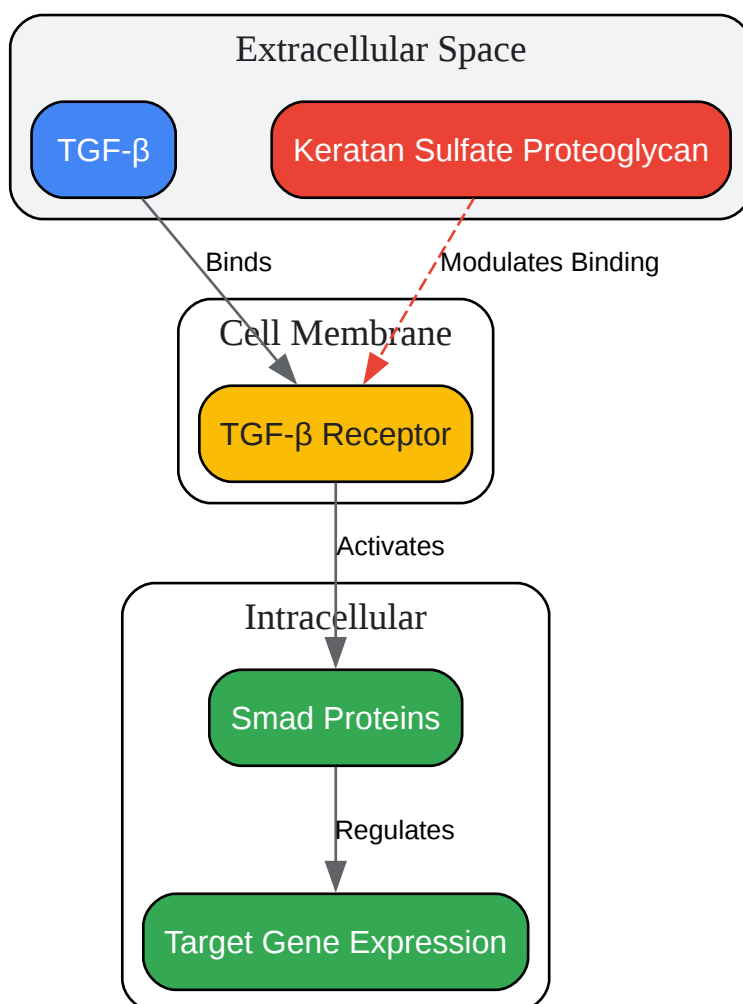 Extracellular Space
TGF-β
Keratan Sulfate Proteoglycan
Binds
Modulates Binding
Cell Membrane
TGF-β Receptor
Activates
Intracellular
Smad Proteins
Regulates
Target Gene Expression